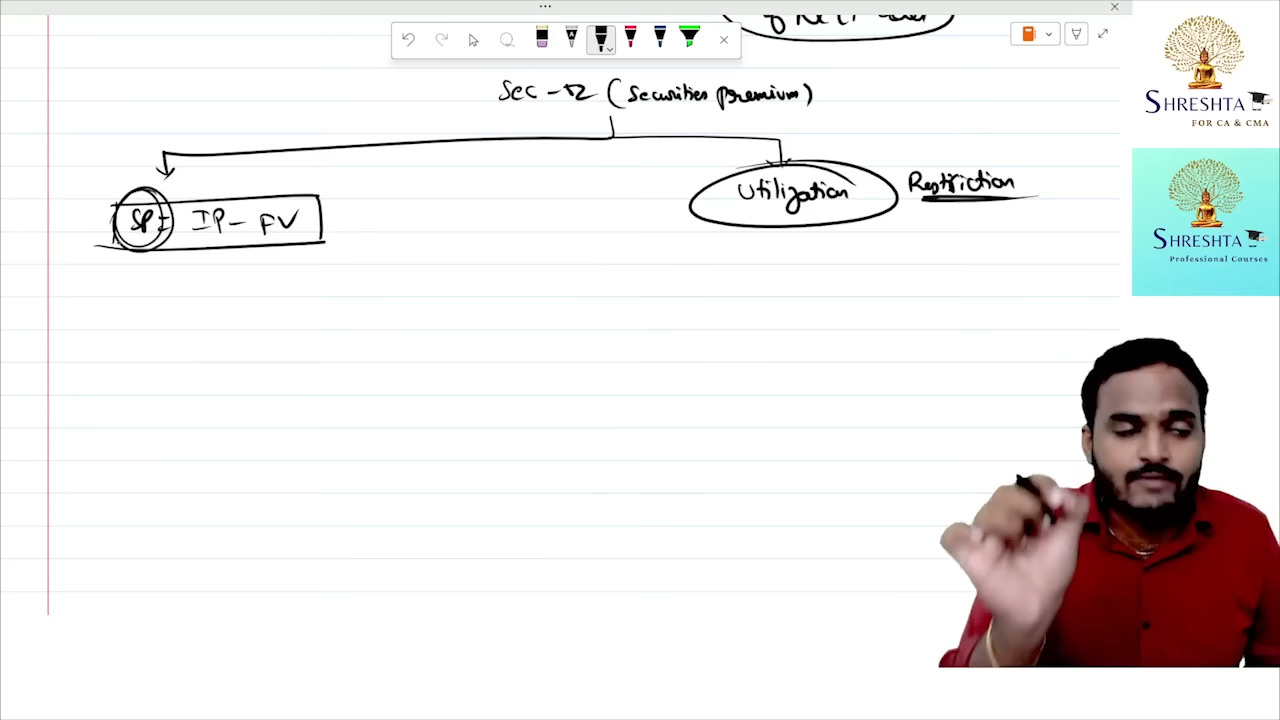 Sec - 52 (Securities premium)
Utilization
Restriction
SP = IP - FV
SHRESHTA
FOR CA & CMA
SHRESHTA
Professional Courses